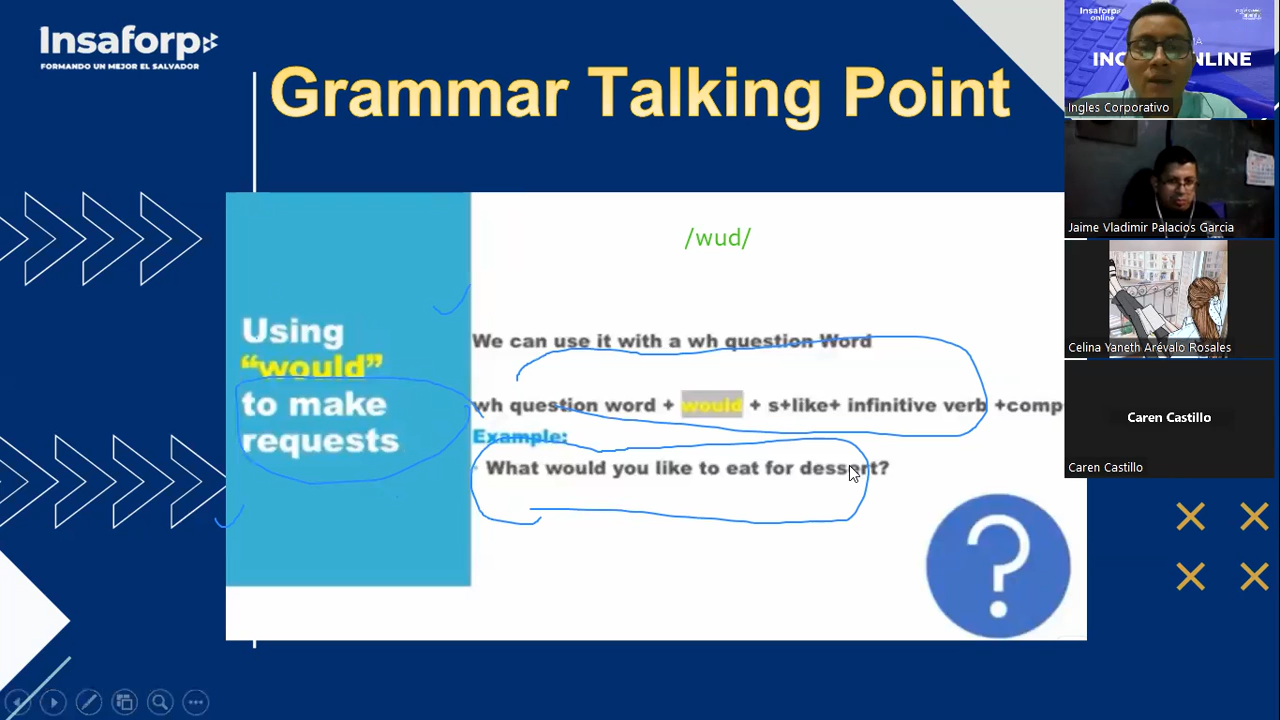 Insaforp
FORMANDO UN MEJOR EL SALVADOR
Grammar Talking Point
/wud/
Using
“would”
to make
requests
We can use it with a wh question Word
wh question word + would + s+like+ infinitive verb +comp
Example:
What would you like to eat for dessert?
?
Insaforp
online
Ingles Corporativo
Jaime Vladimir Palacios Garcia
Celina Yaneth Arévalo Rosales
Caren Castillo
Caren Castillo